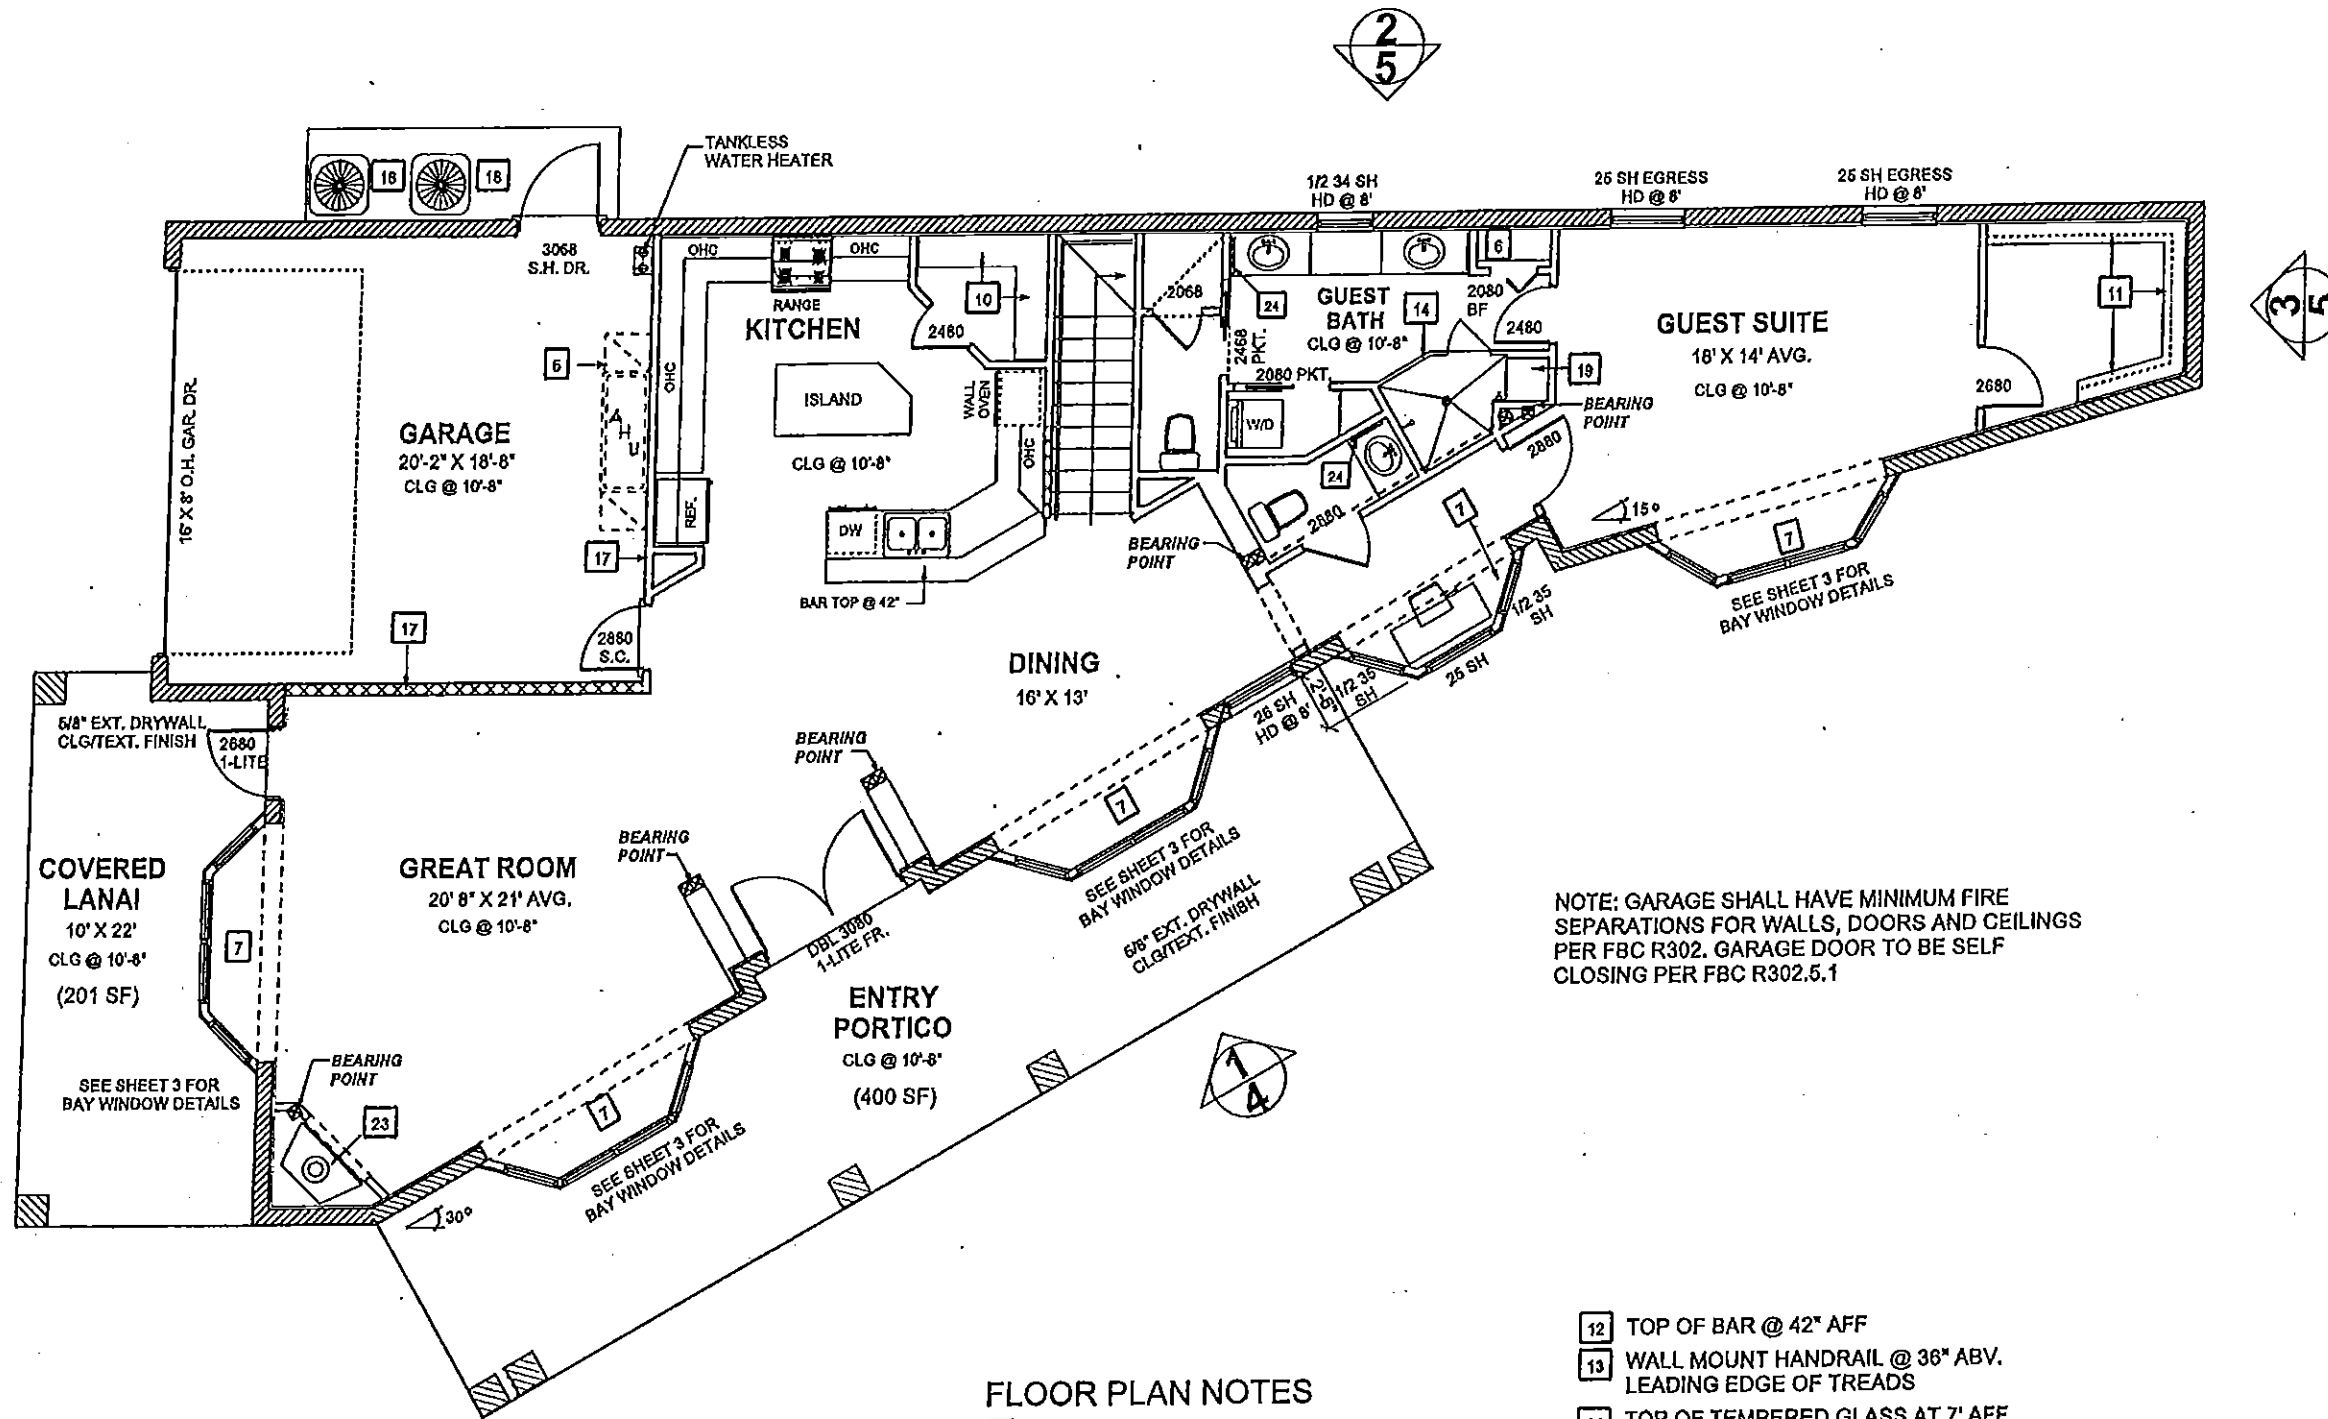 2
5
TANKLESS
WATER HEATER
16
18
1/2 34 SH
HD @ 8'
25 SH EGRESS
HD @ 8'
25 SH EGRESS
HD @ 8'
3068
S.H. DR.
OHC
OHC
RANGE
KITCHEN
10
2480
2068
24
GUEST
BATH
CLG @ 10'-8"
14
6
2080
BF
2480
GUEST SUITE
18' X 14' AVG.
CLG @ 10'-8"
11
2680
3
5
16' X 8' O.H. GAR. DR.
GARAGE
20'-2" X 18'-8"
CLG @ 10'-8"
AHU
OHC
ISLAND
CLG @ 10'-8"
WALL
OVEN
OHC
2468
PKT.
2080 PKT.
W/D
19
BEARING
POINT
REF.
DW
BAR TOP @ 42"
17
24
2880
2880
BEARING
POINT
7
15°
7
SEE SHEET 3 FOR
BAY WINDOW DETAILS
17
2880
S.C.
DINING
16' X 13'
1/2 35
SH
25 SH
1/2 35
SH
26 SH
HD @ 8'
5/8" EXT. DRYWALL
CLG/TEXT. FINISH
2680
1-LITE
BEARING
POINT
7
SEE SHEET 3 FOR
BAY WINDOW DETAILS
5/8" EXT. DRYWALL
CLG/TEXT. FINISH
COVERED
LANAI
10' X 22'
CLG @ 10'-8"
(201 SF)
7
GREAT ROOM
20' 8" X 21' AVG.
CLG @ 10'-8"
BEARING
POINT
DBL 3080
1-LITE FR.
ENTRY
PORTICO
CLG @ 10'-8"
(400 SF)
NOTE: GARAGE SHALL HAVE MINIMUM FIRE
SEPARATIONS FOR WALLS, DOORS AND CEILINGS
PER FBC R302. GARAGE DOOR TO BE SELF
CLOSING PER FBC R302.5.1
SEE SHEET 3 FOR
BAY WINDOW DETAILS
BEARING
POINT
23
7
SEE SHEET 3 FOR
BAY WINDOW DETAILS
30°
1
4
FLOOR PLAN NOTES
12 TOP OF BAR @ 42" AFF
13 WALL MOUNT HANDRAIL @ 36" ABV.
LEADING EDGE OF TREADS
TOP OF TEMPERED GLASS AT 7' AFF